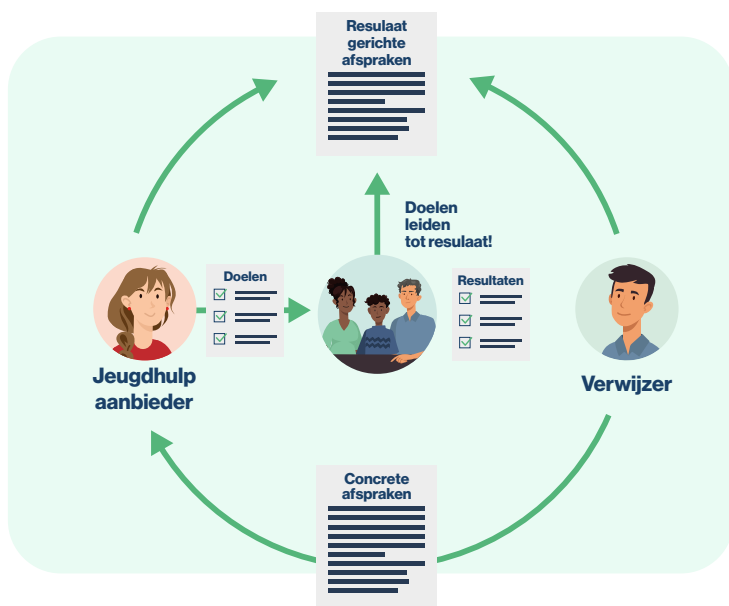 Resulaat
gerichte
afspraken
Doelen
leiden
tot resulaat!
Doelen
Resultaten
Jeugdhulp
aanbieder
Verwijzer
Concrete
afspraken